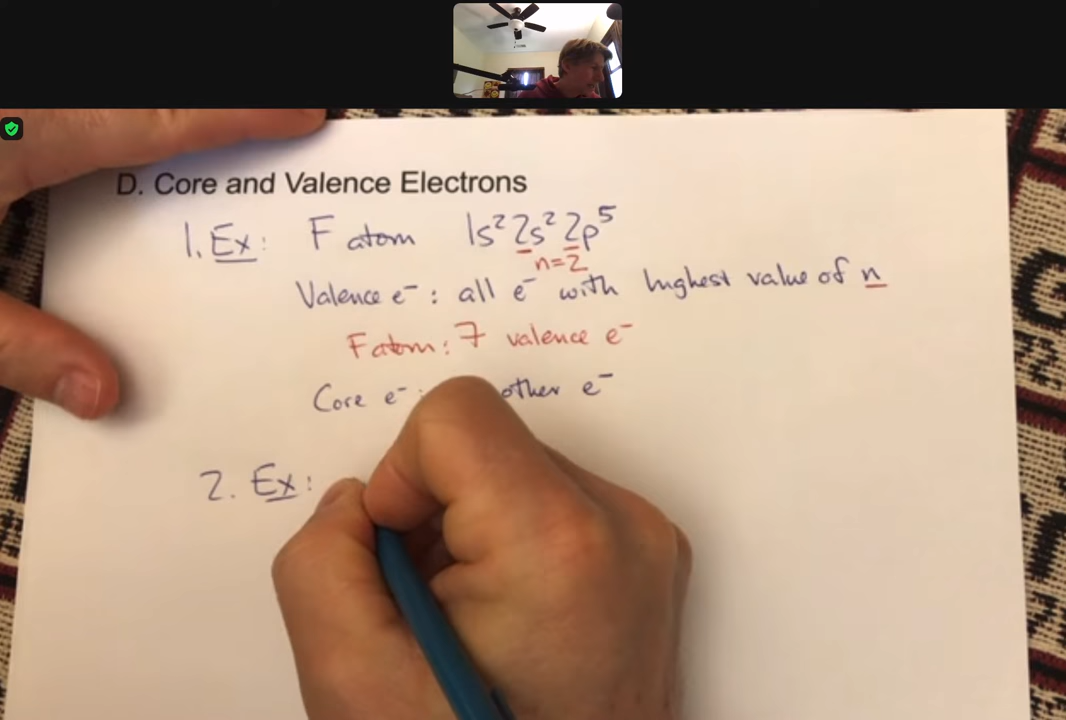 D. Core and Valence Electrons
1. Ex: F atom 1s² 2s² 2p⁵
n=2
Valence e⁻: all e⁻ with highest value of n
F atom: 7 valence e⁻
Core e⁻: other e⁻
2. Ex: